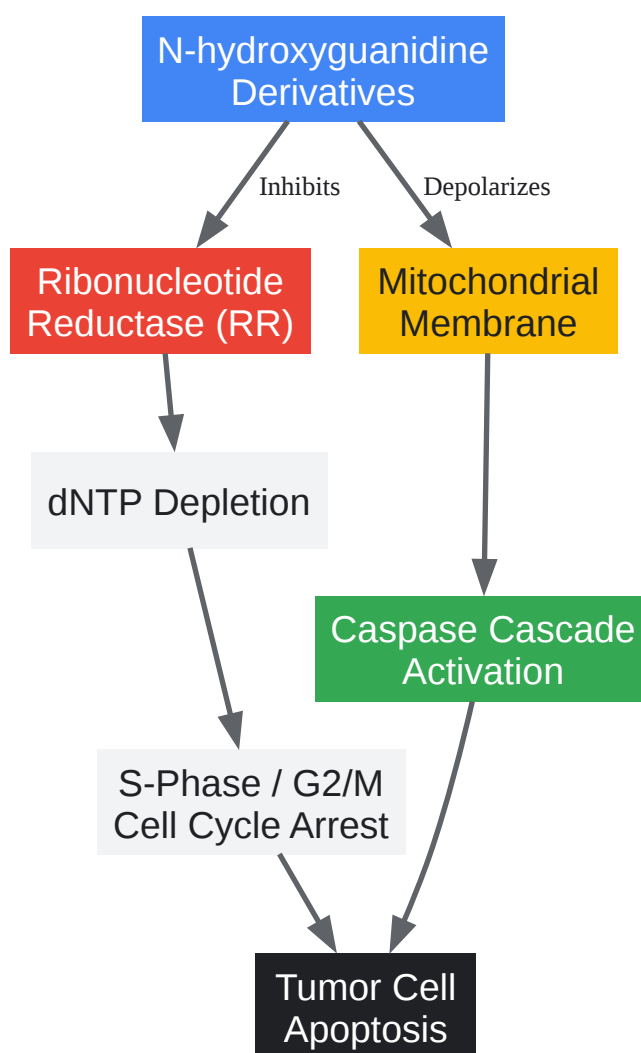 N-hydroxyguanidine
Derivatives
Inhibits
Depolarizes
Ribonucleotide
Reductase (RR)
Mitochondrial
Membrane
dNTP Depletion
Caspase Cascade
Activation
S-Phase / G2/M
Cell Cycle Arrest
Tumor Cell
Apoptosis